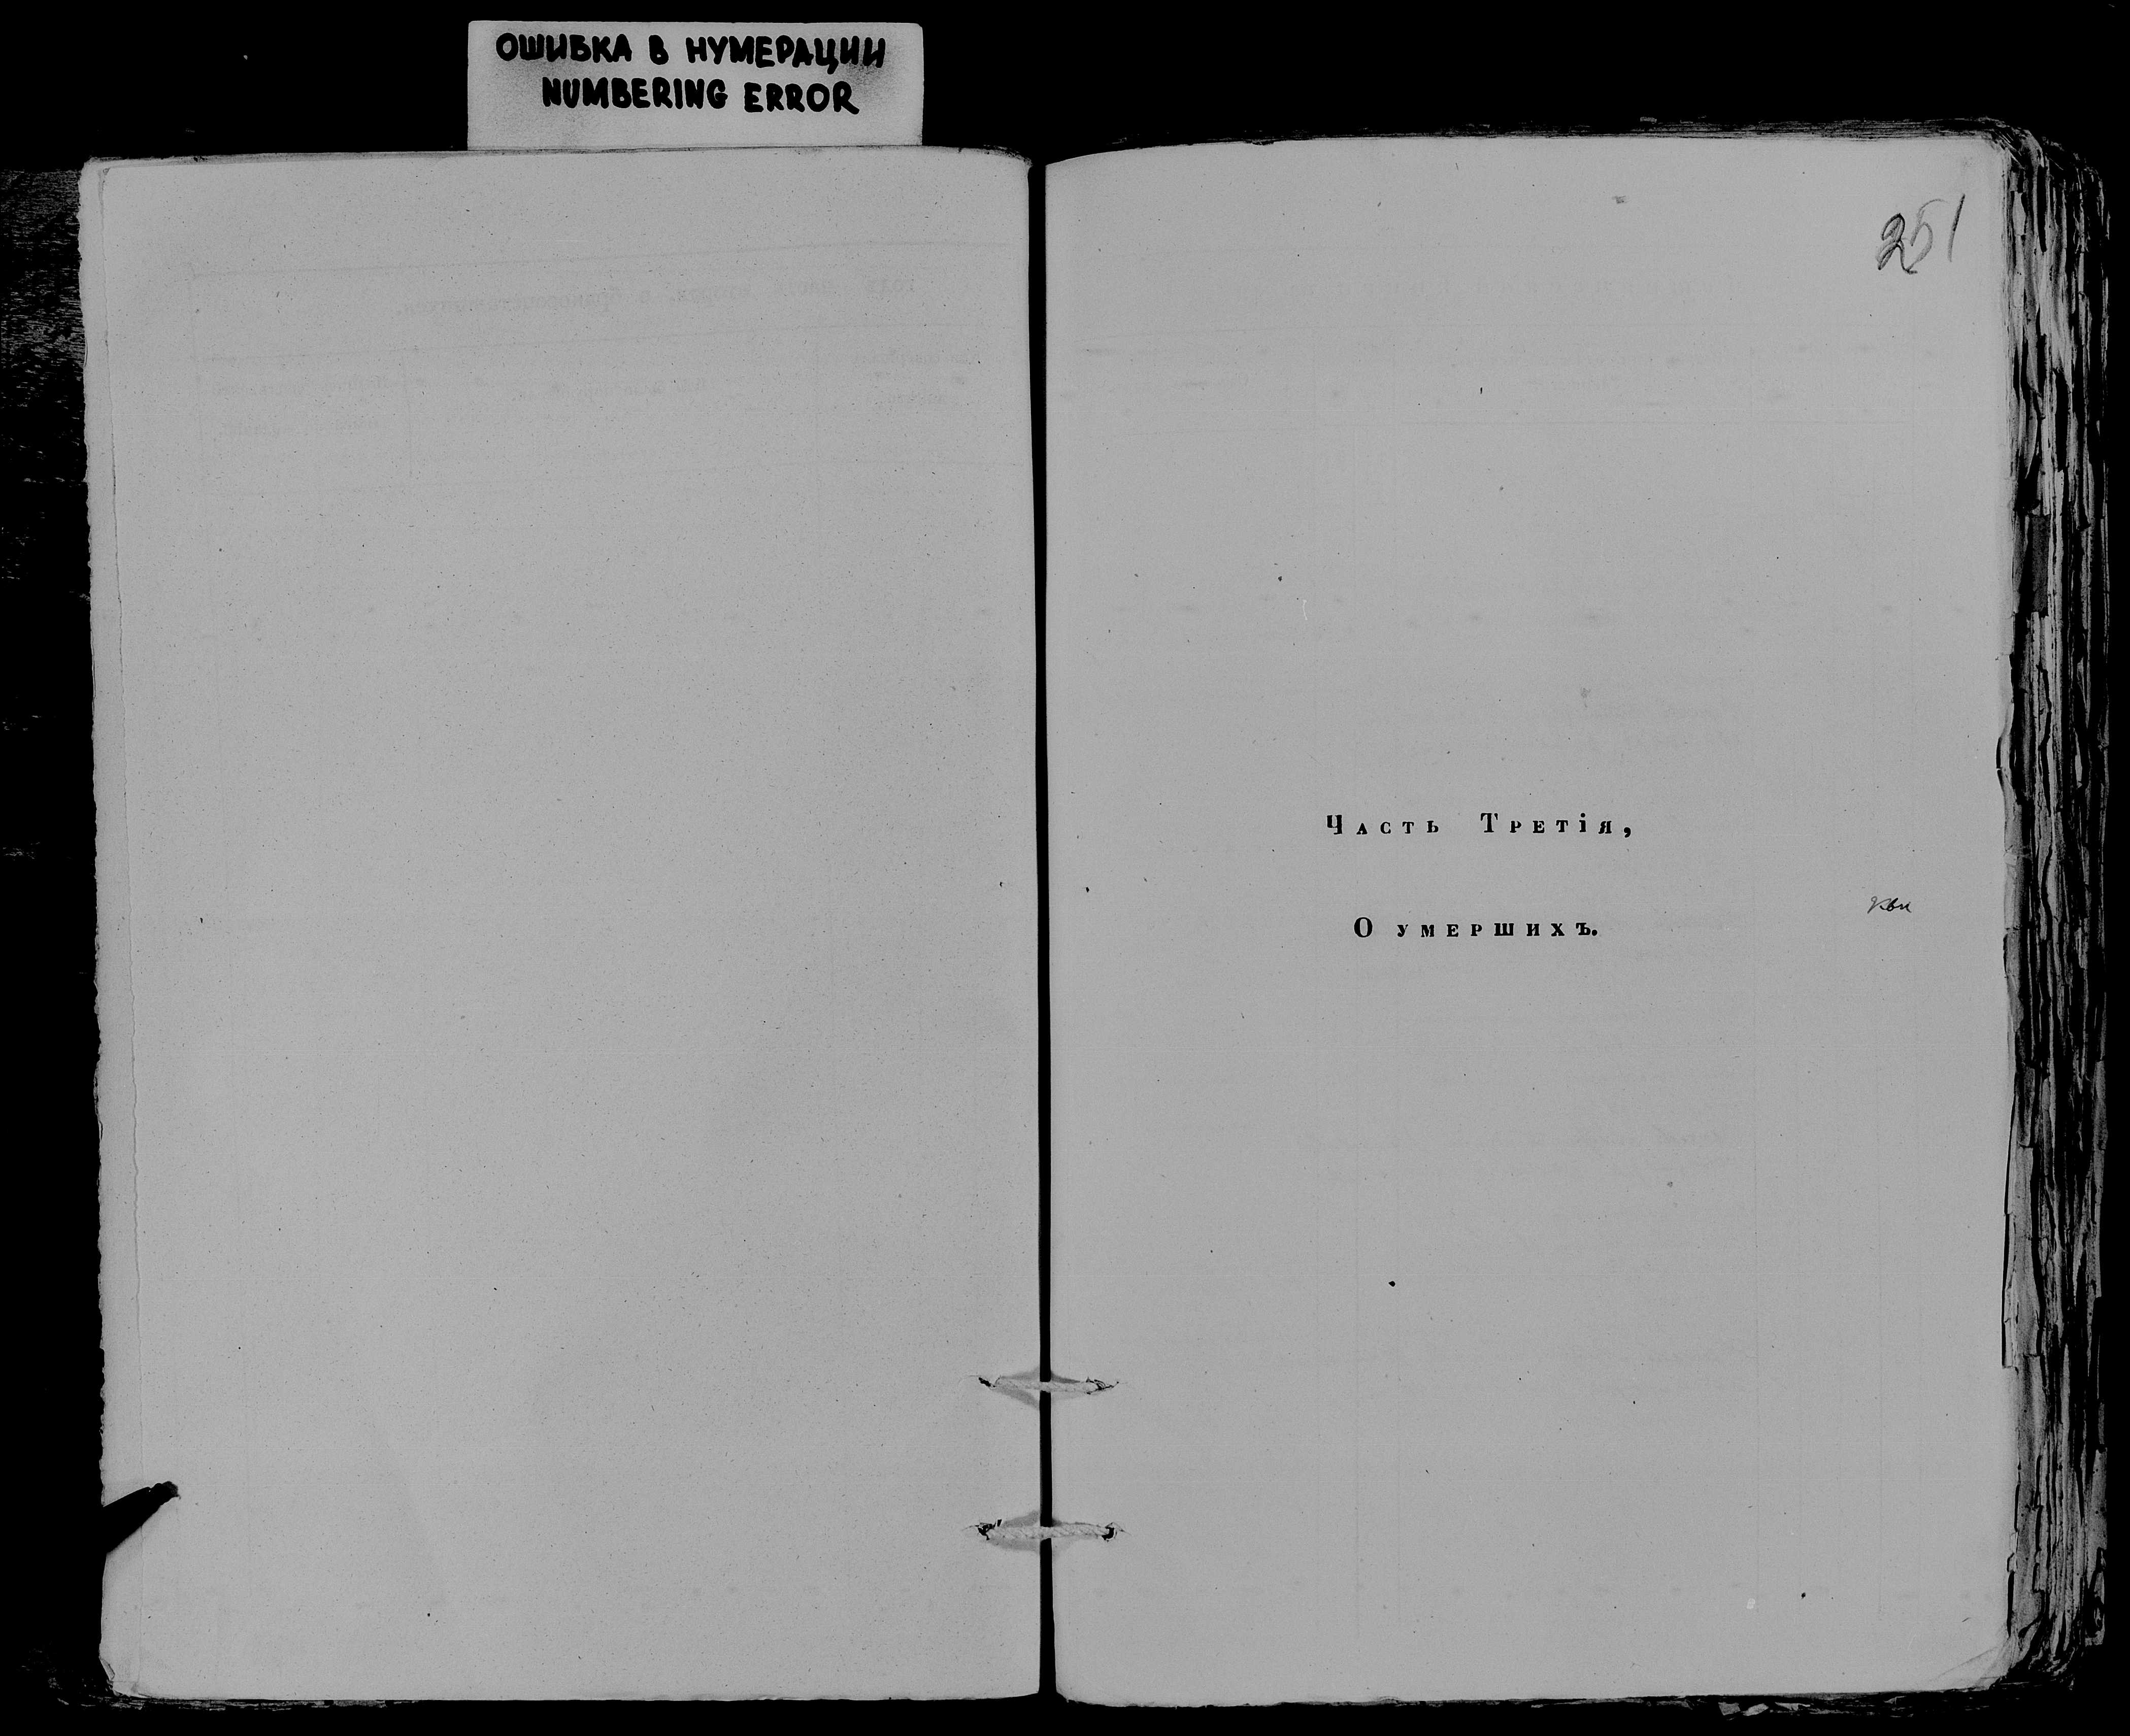 ОШИБКА В НУМЕРАЦИИ
NUMBERING ERROR
251
Часть Третія,
О умершихъ.